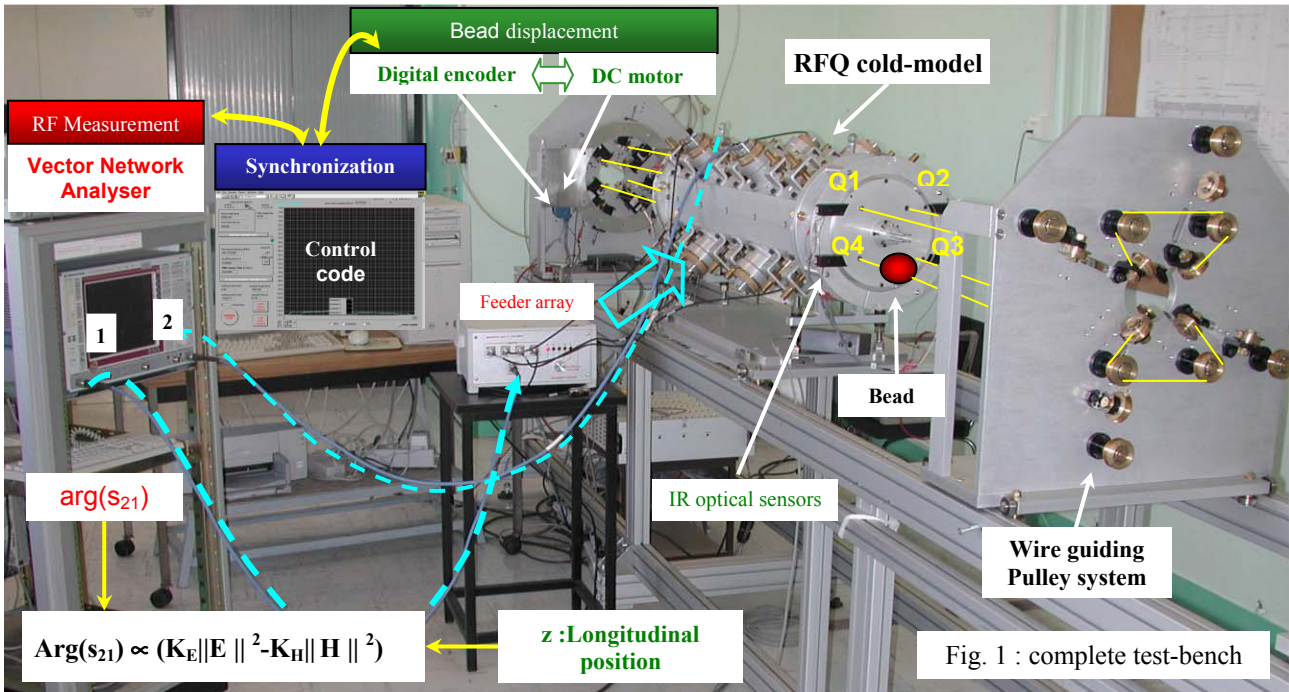 Bead displacement
Digital encoder
DC motor
RFQ cold-model
RF Measurement
Vector Network
Analyser
Synchronization
Control
code
Q1
Q2
Q4
Q3
1
2
Feeder array
Bead
IR optical sensors
arg(s21)
Wire guiding
Pulley system
Arg(s21) ∝ (KE||E || 2-KH|| H || 2)
z :Longitudinal
position
Fig. 1 : complete test-bench